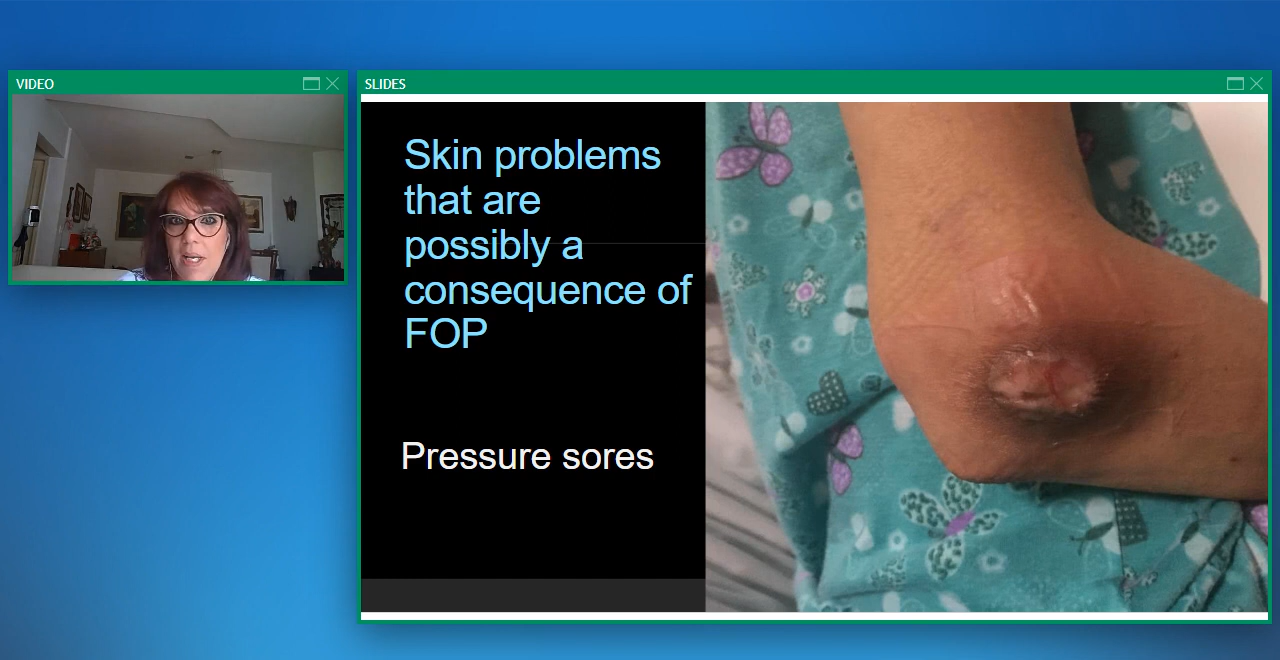 VIDEO
SLIDES
Skin problems
that are
possibly a
consequence of
FOP
Pressure sores